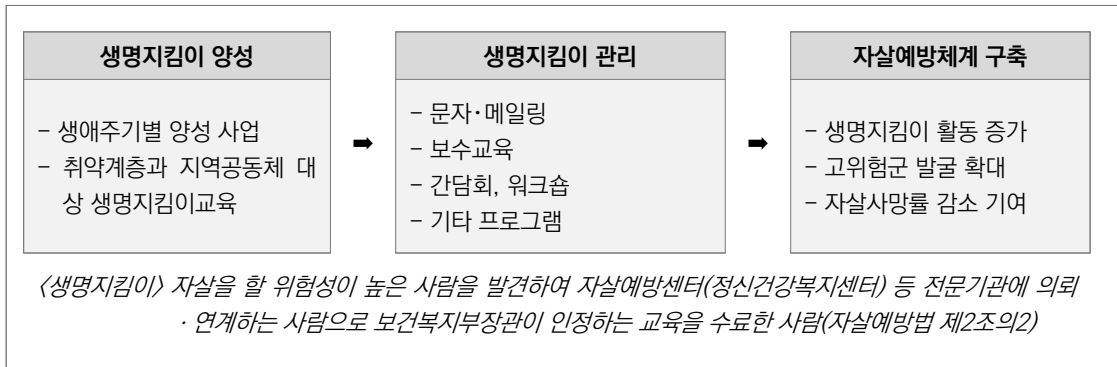 생명지킴이 양성
- 생애주기별 양성 사업
- 취약계층과 지역공동체 대
상 생명지킴이교육
➡
생명지킴이 관리
- 문자·메일링
- 보수교육
- 간담회, 워크숍
- 기타 프로그램
➡
자살예방체계 구축
- 생명지킴이 활동 증가
- 고위험군 발굴 확대
- 자살사망률 감소 기여
<생명지킴이> 자살을 할 위험성이 높은 사람을 발견하여 자살예방센터(정신건강복지센터) 등 전문기관에 의뢰
· 연계하는 사람으로 보건복지부장관이 인정하는 교육을 수료한 사람(자살예방법 제2조의2)